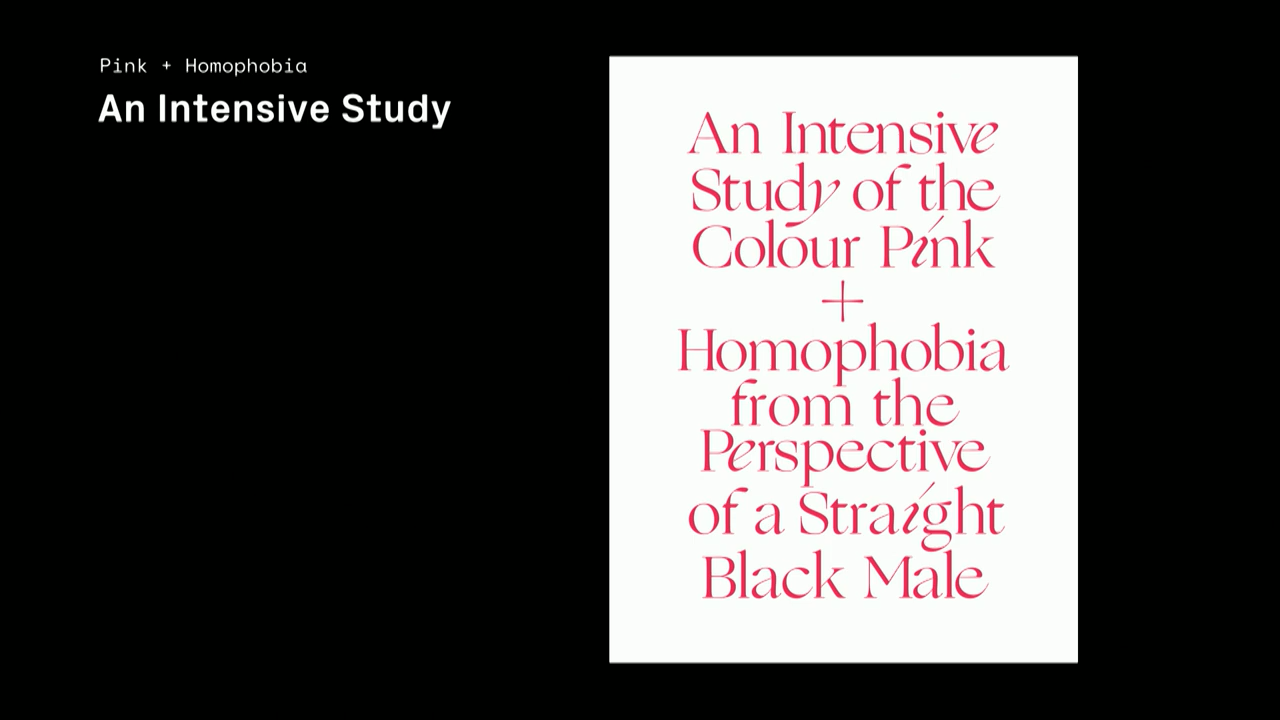 Pink + Homophobia
An Intensive Study
An Intensive
Study of the
Colour Pink
+
Homophobia
from the
Perspective
of a Straight
Black Male